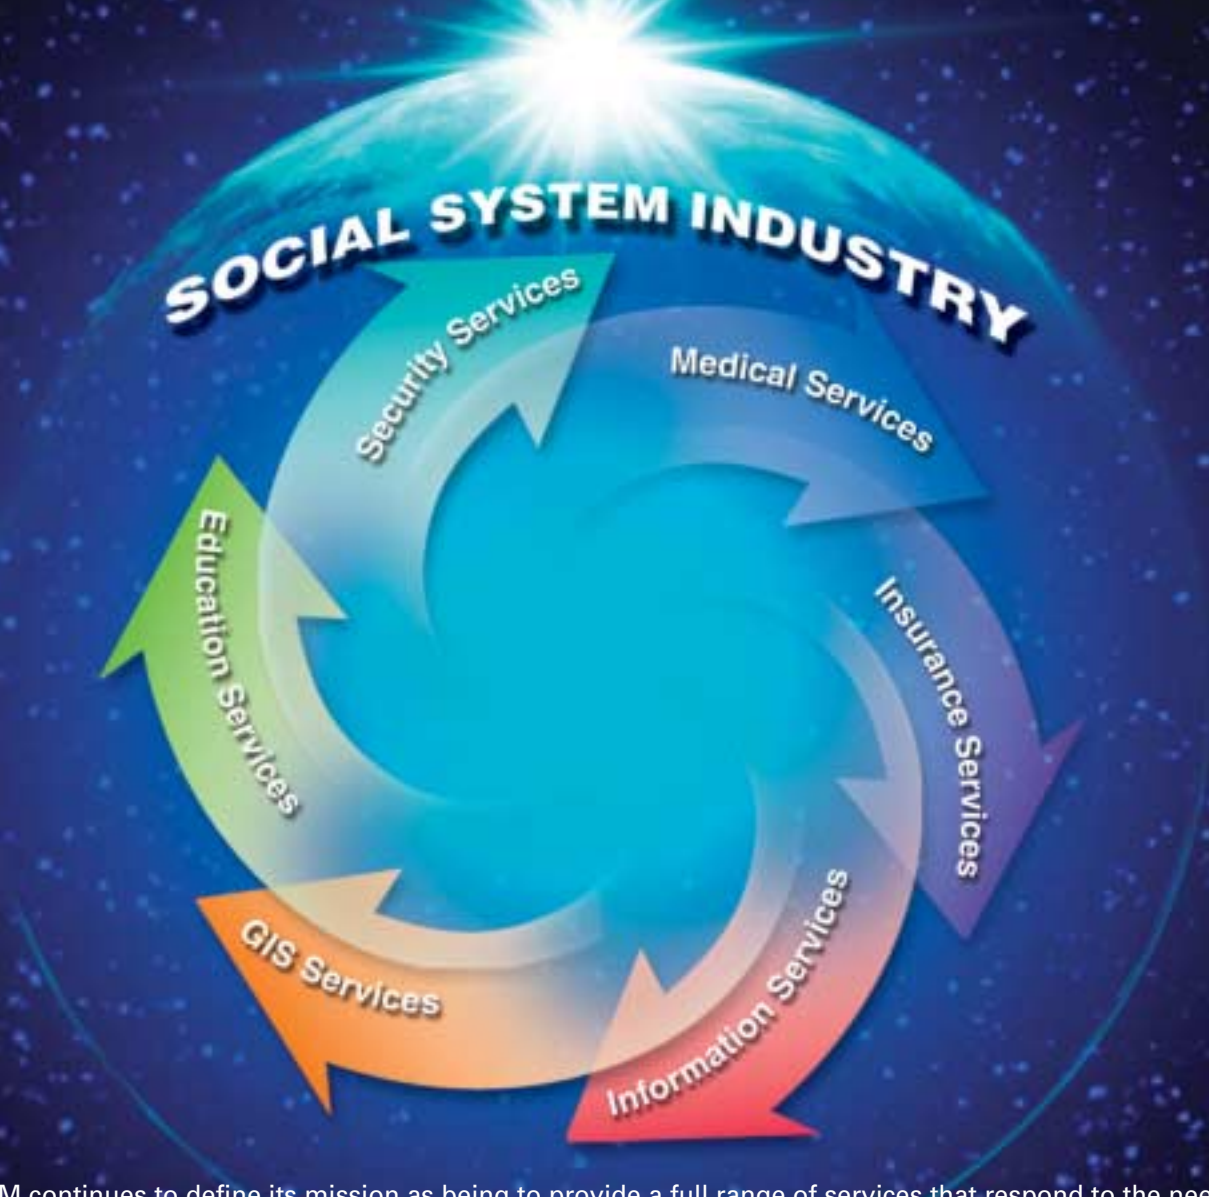 SOCIAL SYSTEM INDUSTRY
Security Services
Medical Services
Insurance Services
Information Services
GIS Services
Education Services
M continues to define its mission as being to provide a full range of services that respond to the